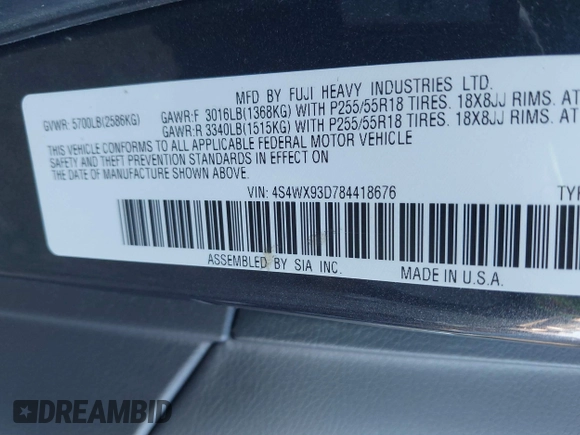 MFD BY FUJI HEAVY INDUSTRIES LTD.
GVWR: 5700LB(2586KG) GAWR:F 3016LB(1368KG) WITH P255/55R18 TIRES. 18X8JJ RIMS. AT
GAWR:R 3340LB(1515KG) WITH P255/55R18 TIRES. 18X8JJ RIMS. AT
THIS VEHICLE CONFORMS TO ALL APPLICABLE FEDERAL MOTOR VEHICLE
SAFETY AND THEFT PREVENTION STANDARDS IN EFFECT ON THE
DATE OF MANUFACTURE SHOWN ABOVE.
VIN: 4S4WX93D784418676 TYP
ASSEMBLED BY SIA INC. MADE IN U.S.A.
DREAMBID